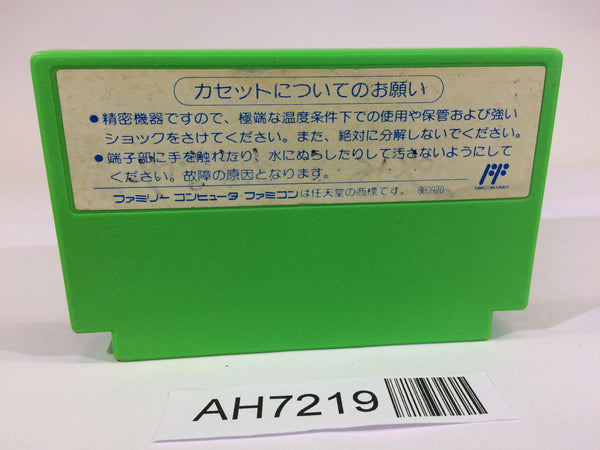 カセットについてのお願い
●精密機器ですので、極端な温度条件下での使用や保管および強い
ショックをさけてください。また、絶対に分解しないでください。
●端子部に手を触れたり、水にぬらしたりして汚さないようにして
ください。故障の原因となります。
ファミリー コンピュータ ファミコンは任天堂の商標です。 880920
AH7219